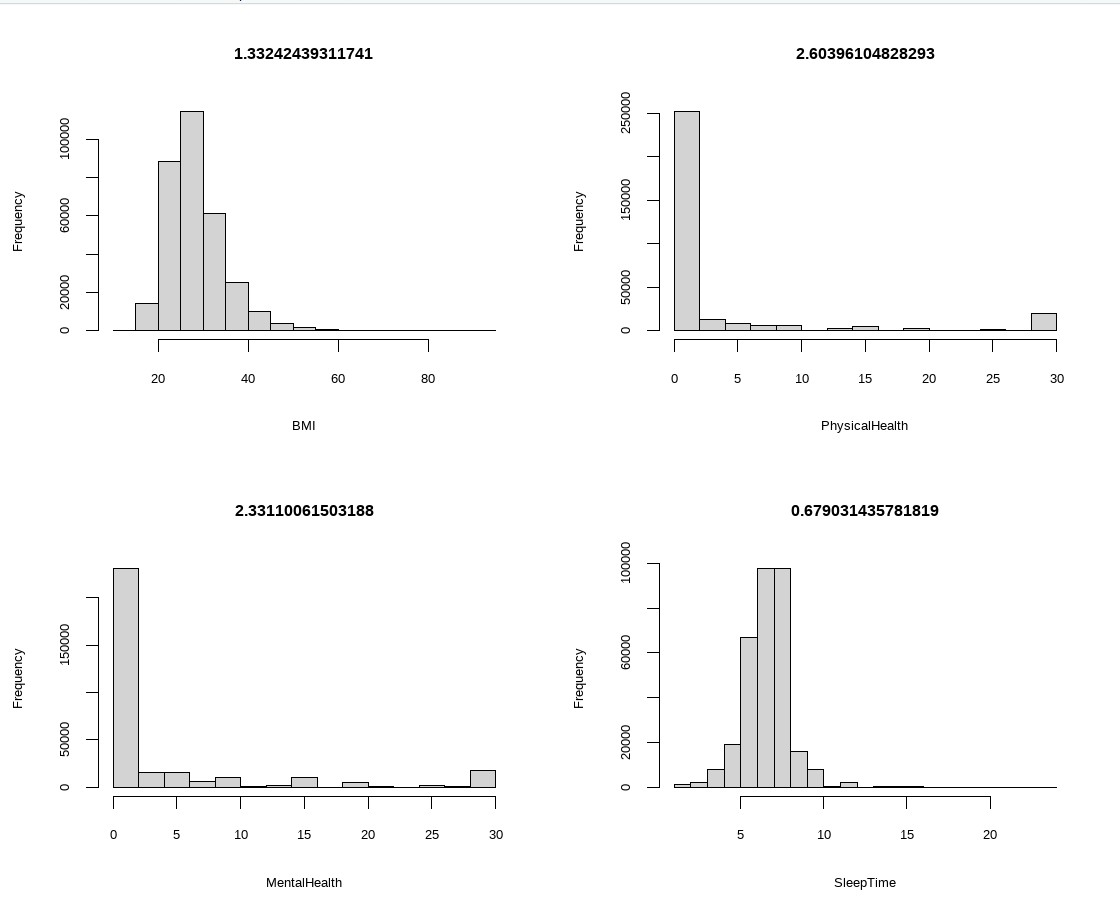 1.33242439311741
Frequency
100000
60000
20000
0
20 40 60 80
BMI
2.60396104828293
Frequency
250000
150000
50000
0
0 5 10 15 20 25 30
PhysicalHealth
2.33110061503188
Frequency
150000
50000
0
0 5 10 15 20 25 30
MentalHealth
0.679031435781819
Frequency
100000
60000
20000
0
5 10 15 20
SleepTime